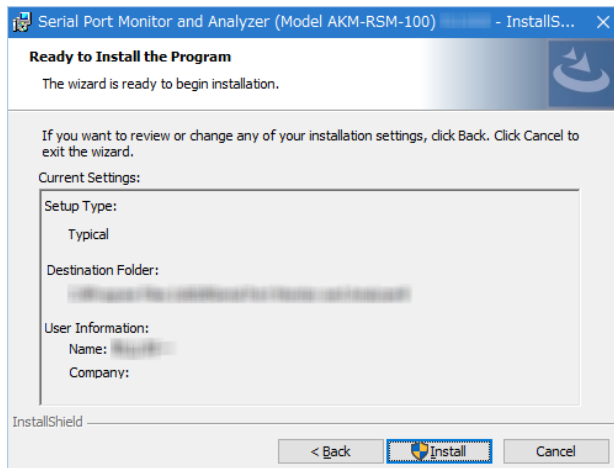 Serial Port Monitor and Analyzer (Model AKM-RSM-100) - InstallS...
Ready to Install the Program
The wizard is ready to begin installation.
If you want to review or change any of your installation settings, click Back. Click Cancel to
exit the wizard.
Current Settings:
Setup Type:
Typical
Destination Folder:
User Information:
Name:
Company:
InstallShield
< Back
Install
Cancel